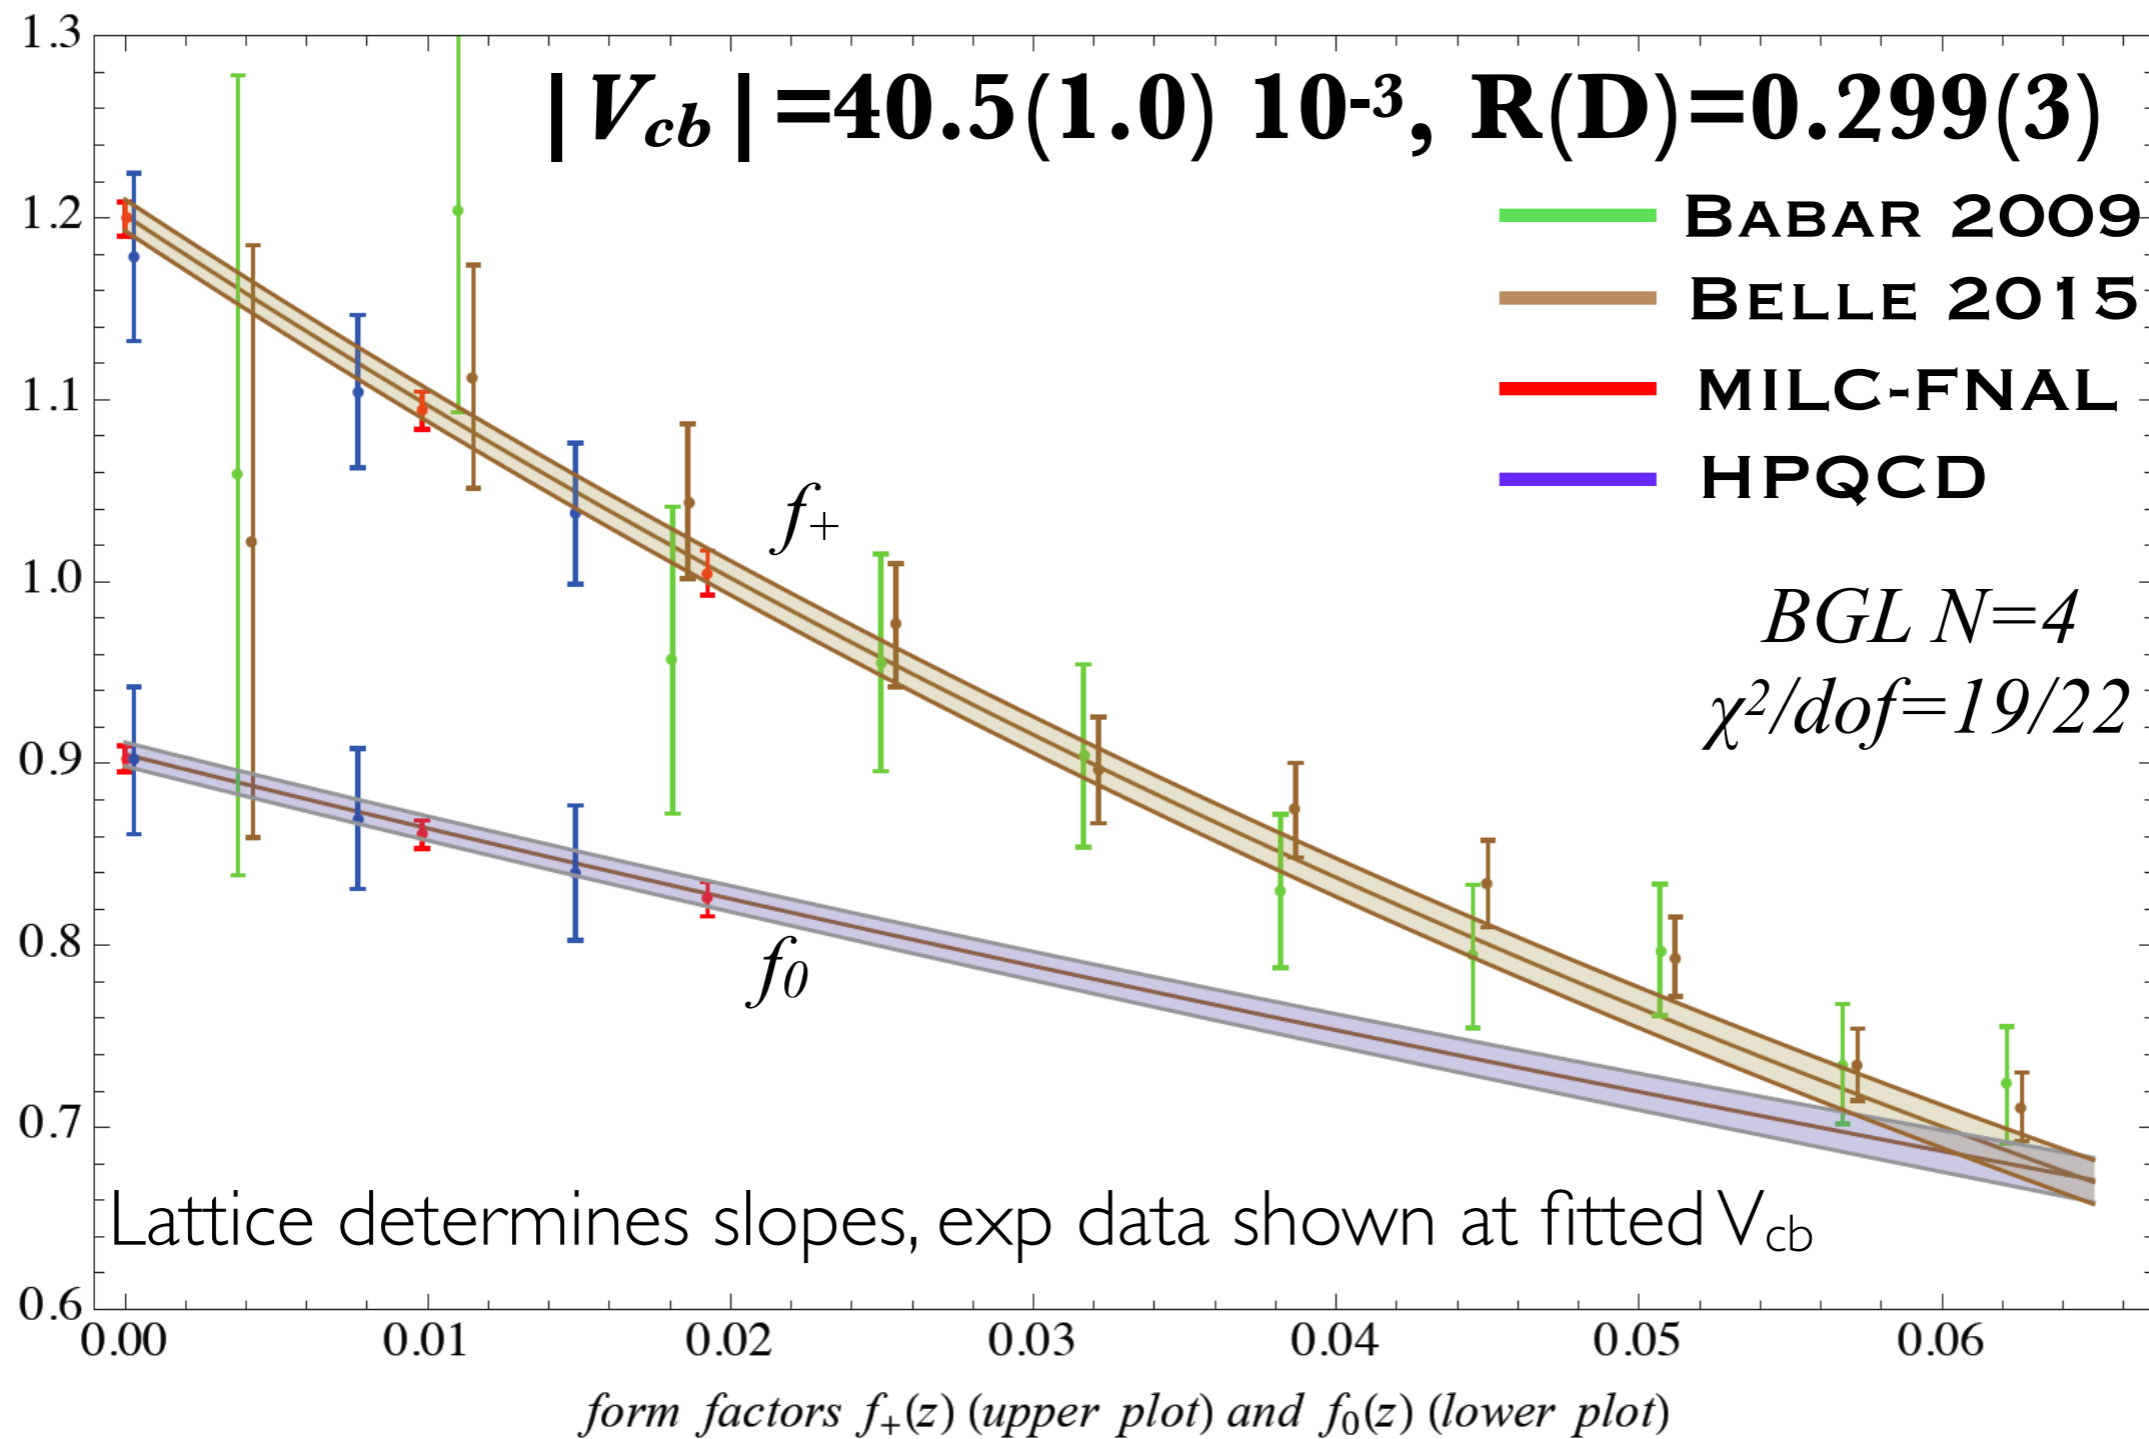 1.3
|Vcb|=40.5(1.0) 10-3, R(D)=0.299(3)
1.2
BABAR 2009
BELLE 2015
1.1
MILC-FNAL
HPQCD
f+
1.0
BGL N=4
χ2/dof=19/22
0.9
0.8
f0
0.7
Lattice determines slopes, exp data shown at fitted Vcb
0.6
0.00 0.01 0.02 0.03 0.04 0.05 0.06
form factors f+(z) (upper plot) and f0(z) (lower plot)